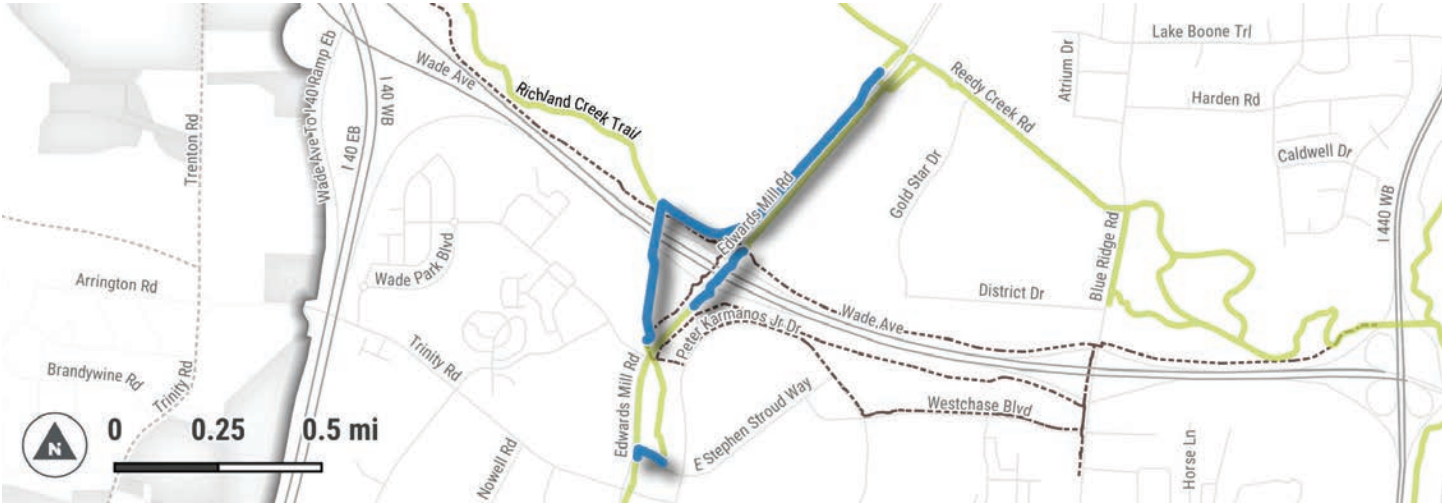 Lake Boone Trl
Atrium Dr
Wade Ave
Reedy Creek Rd
Wade Ave To I 40 Ramp Eb
I 40 WB
Richland Creek Trail
Harden Rd
Trenton Rd
I 40 EB
Caldwell Dr
Gold Star Dr
Edwards Mill Rd
I 440 WB
Wade Park Blvd
Blue Ridge Rd
Arrington Rd
District Dr
Wade Ave
Peter Karmanos Jr Dr
Trinity Rd
Brandywine Rd
Trinity Rd
Edwards Mill Rd
Westchase Blvd
E Stephen Stroud Way
Nowell Rd
Horse Ln
N
0 0.25 0.5 mi